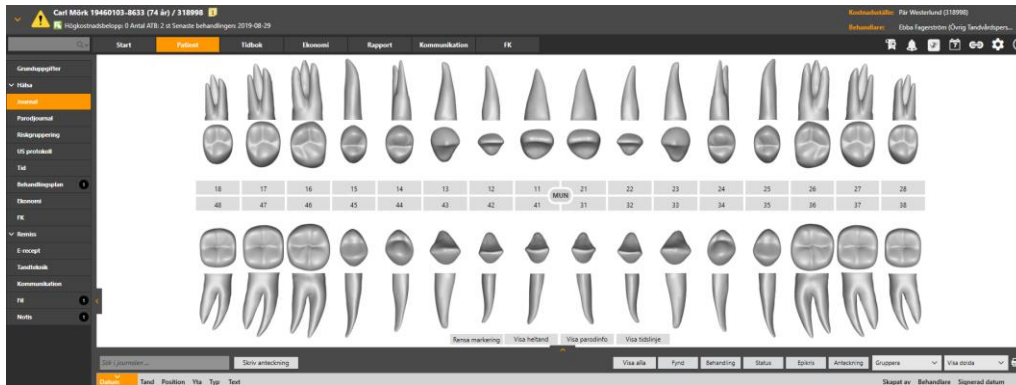 Carl Mörk 19460103-8633 (74 år) / 318998
Högkostnadsbelopp: 0 Antal ATB: 2 st Senaste behandlingen: 2019-08-29
Kostnadsställe: Pär Westerlund (318998)
Behandlare: Ebba Fagerström (Övrig Tandvårdspers...
Start Patient Tidbok Ekonomi Rapport Kommunikation FK
Grunduppgifter
Hälsa
Journal
Parodjournal
Riskgruppering
US protokoll
Tid
Behandlingsplan 1
Ekonomi
FK
Remiss
E-recept
Tandteknik
Kommunikation
Fil 1
Notis 1
18 17 16 15 14 13 12 11 21 22 23 24 25 26 27 28
MUN
48 47 46 45 44 43 42 41 31 32 33 34 35 36 37 38
Rensa markering Visa heltand Visa parodinfo Visa tidslinje
Sök i journalen ... Skriv anteckning Visa alla Fynd Behandling Status Epikris Anteckning Gruppera Visa dolda
Datum Tand Position Yta Typ Text Skapat av Behandlare Signerad datum